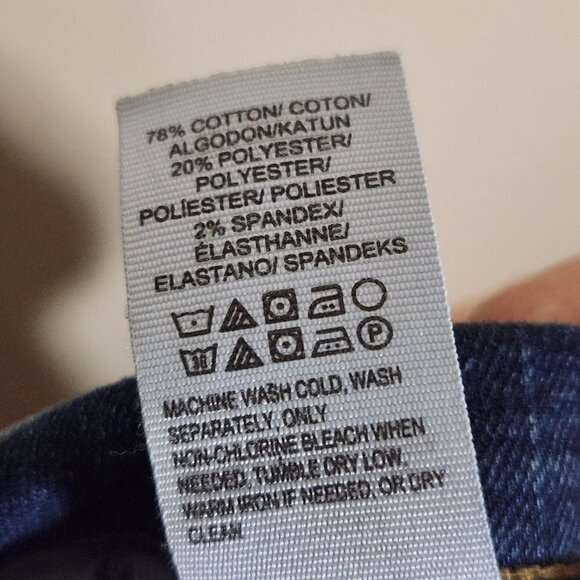 78% COTTON/ COTON/
ALGODON/KATUN
20% POLYESTER/
POLYESTER/
POLÍESTER/ POLIESTER
2% SPANDEX/
ÉLASTHANNE/
ELASTANO/ SPANDEKS
P
MACHINE WASH COLD, WASH
SEPARATELY, ONLY
NON-CHLORINE BLEACH WHEN
NEEDED, TUMBLE DRY LOW,
WARM IRON IF NEEDED, OR DRY
CLEAN